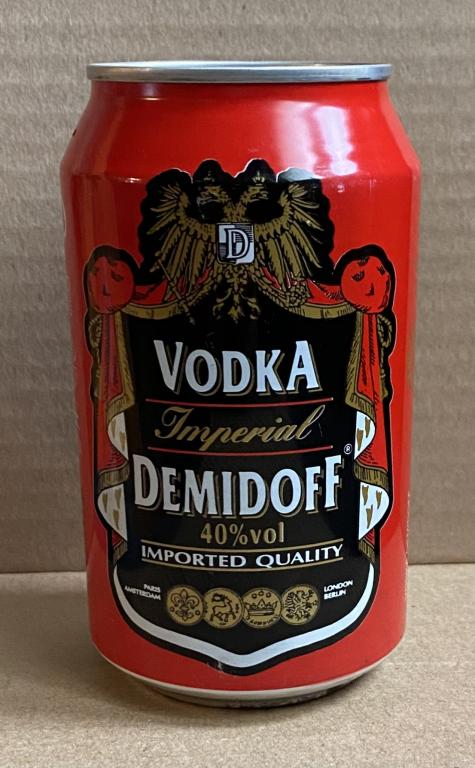 D
VODKA
Imperial
DEMIDOFF®
40%vol
IMPORTED QUALITY
PARIS
AMSTERDAM
LONDON
BERLIN